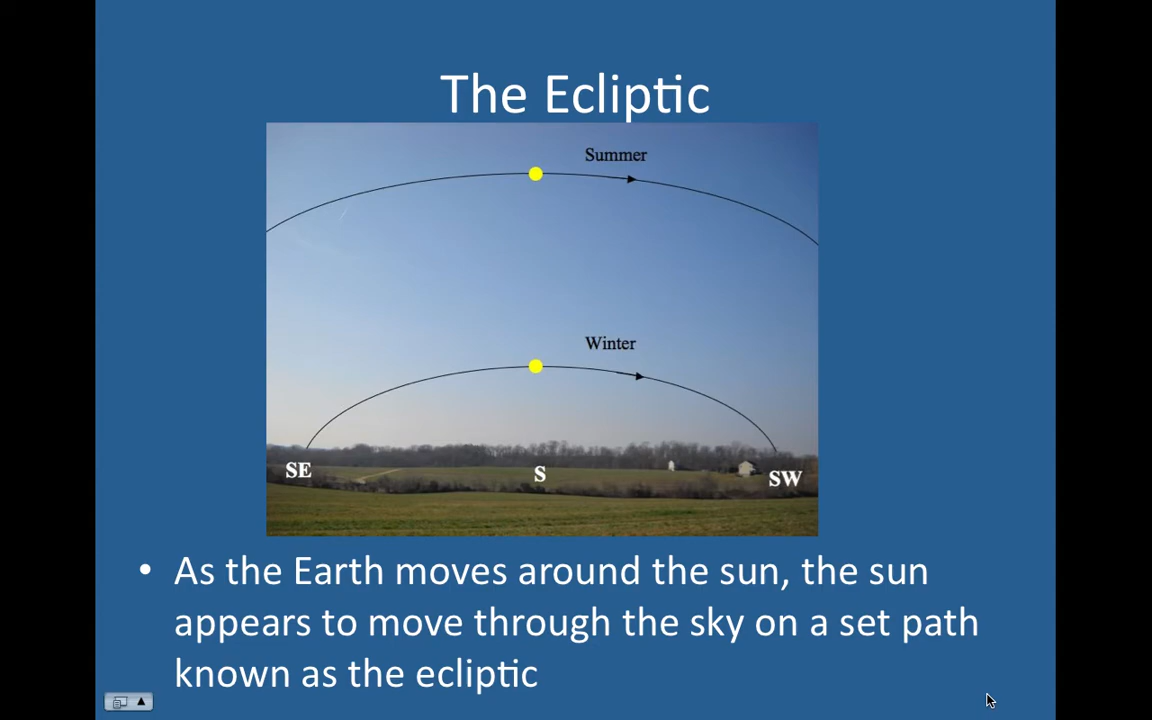 The Ecliptic
Summer
Winter
SE
S
SW
• As the Earth moves around the sun, the sun
appears to move through the sky on a set path
known as the ecliptic